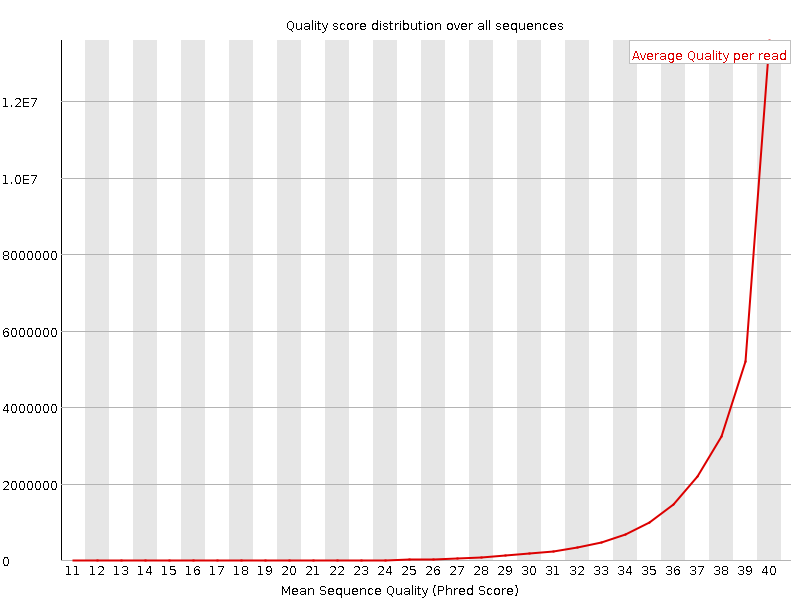 Quality score distribution over all sequences
Average Quality per read
1.2E7
1.0E7
8000000
6000000
4000000
2000000
0
11 12 13 14 15 16 17 18 19 20 21 22 23 24 25 26 27 28 29 30 31 32 33 34 35 36 37 38 39 40
Mean Sequence Quality (Phred Score)